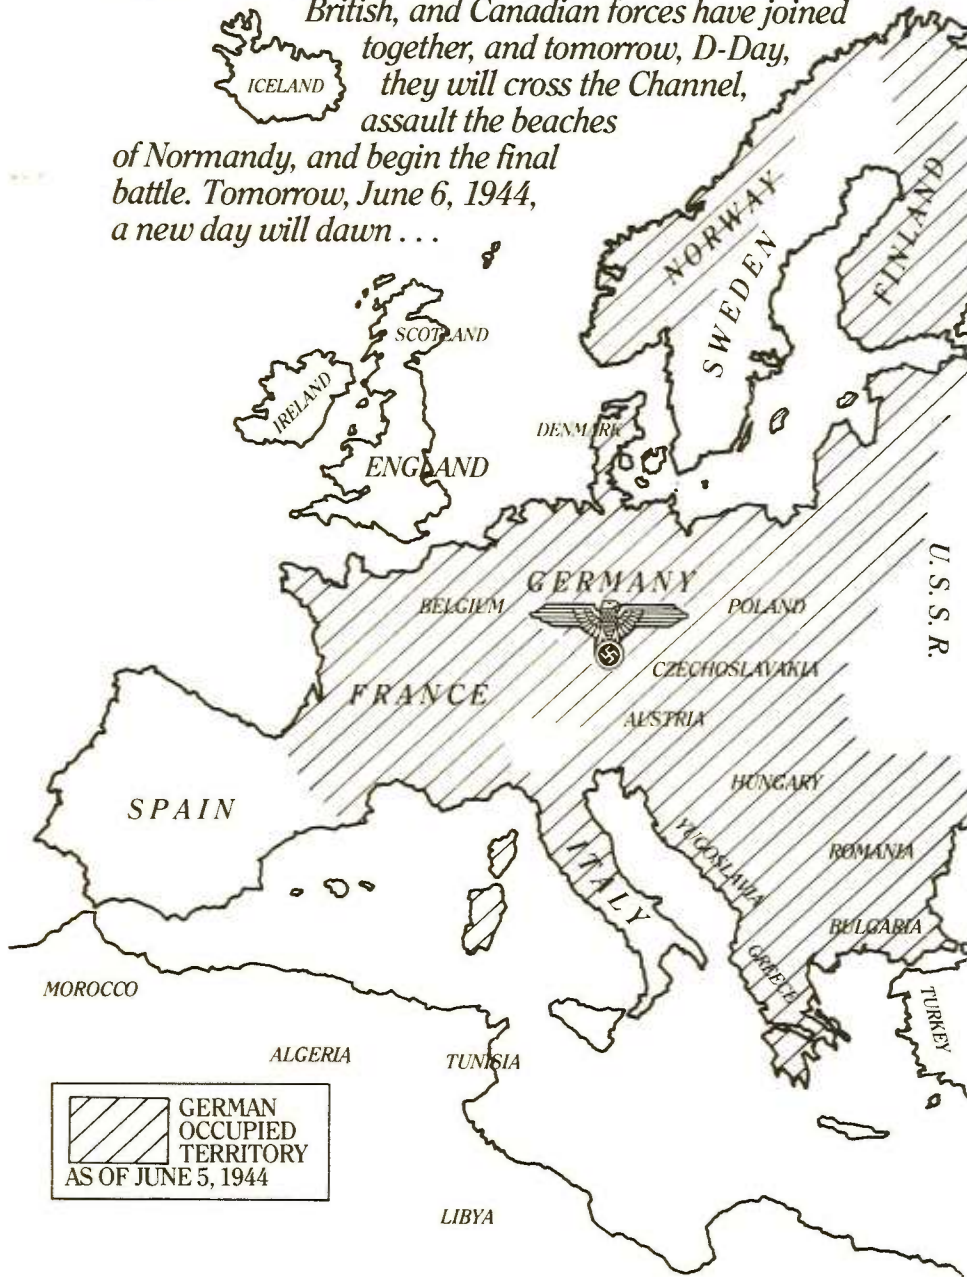 British, and Canadian forces have joined
together, and tomorrow, D-Day,
they will cross the Channel,
assault the beaches
of Normandy, and begin the final
battle. Tomorrow, June 6, 1944,
a new day will dawn . . .
ICELAND
NORWAY
SWEDEN
FINLAND
SCOTLAND
IRELAND
DENMARK
ENGLAND
U.S.S.R.
GERMANY
BELGIUM
POLAND
CZECHOSLAVAKIA
FRANCE
AUSTRIA
HUNGARY
SPAIN
YUGOSLAVIA
ITALY
ROMANIA
BULGARIA
GREECE
TURKEY
MOROCCO
ALGERIA
TUNISIA
GERMAN
OCCUPIED
TERRITORY
AS OF JUNE 5, 1944
LIBYA